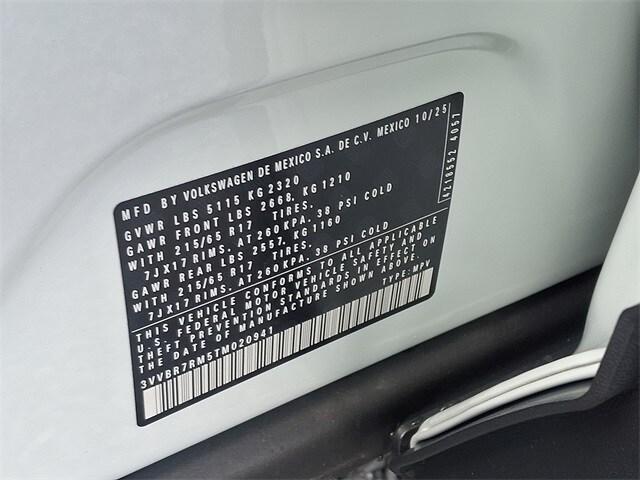 MFD BY VOLKSWAGEN DE MEXICO S.A. DE C.V. MEXICO 10/25
GVWR LBS 5115 KG 2320
GAWR FRONT LBS 2668, KG 1210
WITH 215/65 R17 TIRES.
7JX17 RIMS, AT 260 KPA, 38 PSI COLD
GAWR REAR LBS 2557, KG 1160
WITH 215/65 R17 TIRES.
7JX17 RIMS, AT 260 KPA, 38 PSI COLD
THIS VEHICLE CONFORMS TO ALL APPLICABLE
U.S. FEDERAL MOTOR VEHICLE SAFETY AND
THEFT PREVENTION STANDARDS IN EFFECT ON
THE DATE OF MANUFACTURE SHOWN ABOVE.
TYPE: MPV
3VVBR7RM5TM020941
6218552 4057